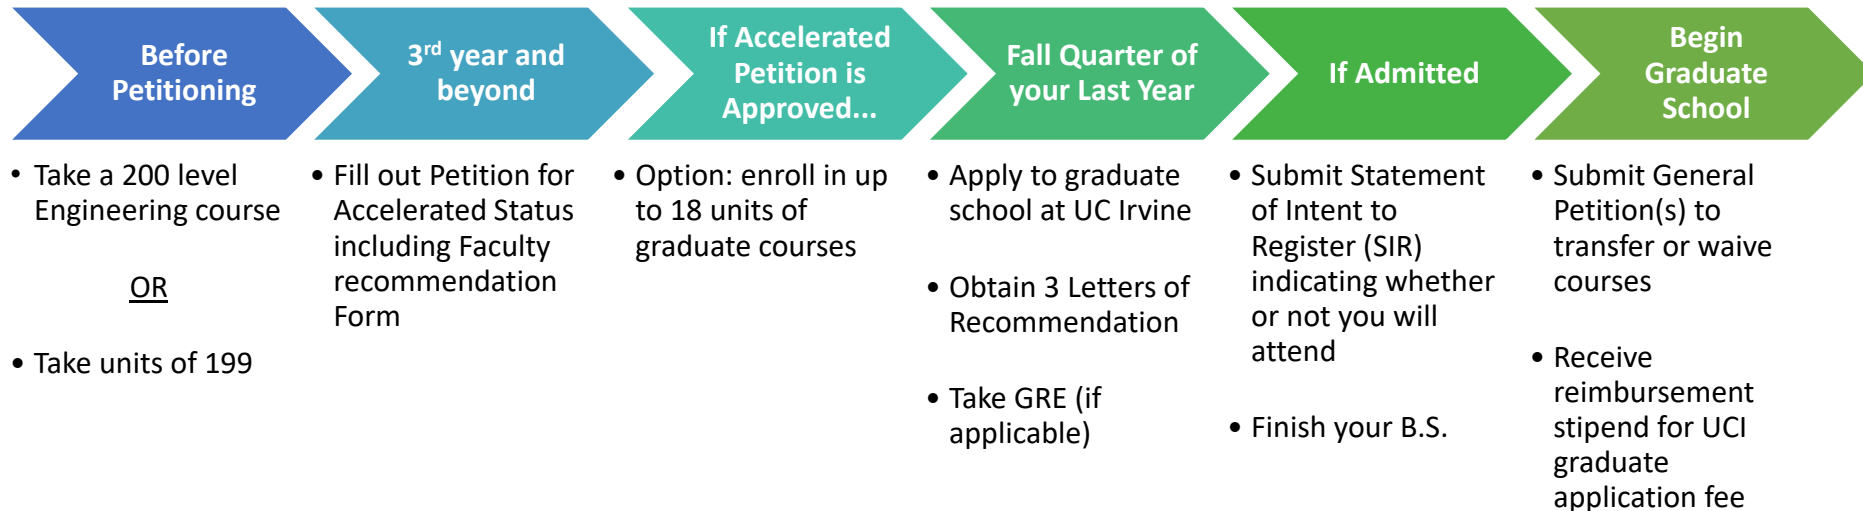 Before
Petitioning
• Take a 200 level
Engineering course
OR
• Take units of 199
3rd year and
beyond
• Fill out Petition for
Accelerated Status
including Faculty
recommendation
Form
If Accelerated
Petition is
Approved...
• Option: enroll in up
to 18 units of
graduate courses
Fall Quarter of
your Last Year
• Apply to graduate
school at UC Irvine
• Obtain 3 Letters of
Recommendation
• Take GRE (if
applicable)
If Admitted
• Submit Statement
of Intent to
Register (SIR)
indicating whether
or not you will
attend
• Finish your B.S.
Begin
Graduate
School
• Submit General
Petition(s) to
transfer or waive
courses
• Receive
reimbursement
stipend for UCI
graduate
application fee